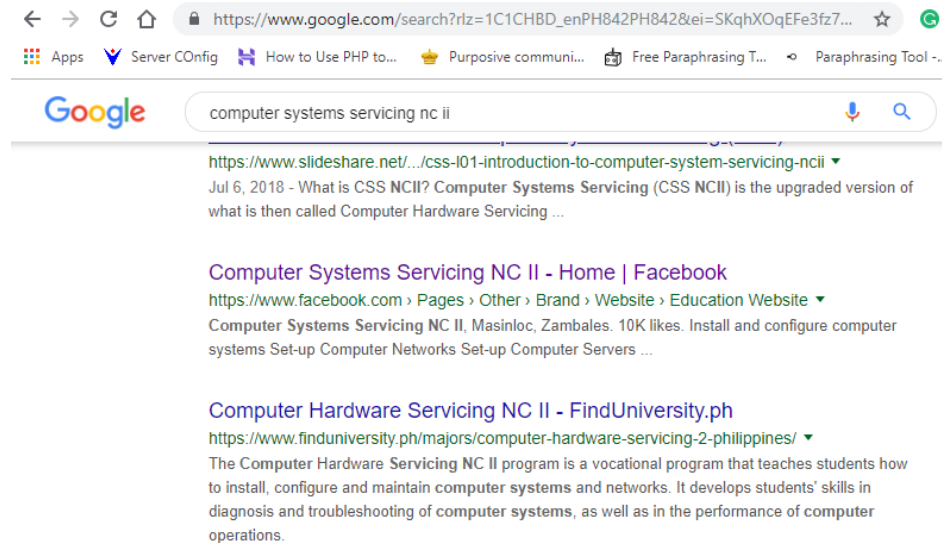 https://www.google.com/search?rlz=1C1CHBD_enPH842PH842&ei=SKqhXOqEFe3fz7...
Apps Server COnfig How to Use PHP to... Purposive communi... Free Paraphrasing T... Paraphrasing Tool -...
Google computer systems servicing nc ii
https://www.slideshare.net/.../css-l01-introduction-to-computer-system-servicing-ncii
Jul 6, 2018 - What is CSS NCII? Computer Systems Servicing (CSS NCII) is the upgraded version of
what is then called Computer Hardware Servicing ...
Computer Systems Servicing NC II - Home | Facebook
https://www.facebook.com › Pages › Other › Brand › Website › Education Website
Computer Systems Servicing NC II, Masinloc, Zambales. 10K likes. Install and configure computer
systems Set-up Computer Networks Set-up Computer Servers ...
Computer Hardware Servicing NC II - FindUniversity.ph
https://www.finduniversity.ph/majors/computer-hardware-servicing-2-philippines/
The Computer Hardware Servicing NC II program is a vocational program that teaches students how
to install, configure and maintain computer systems and networks. It develops students' skills in
diagnosis and troubleshooting of computer systems, as well as in the performance of computer
operations.